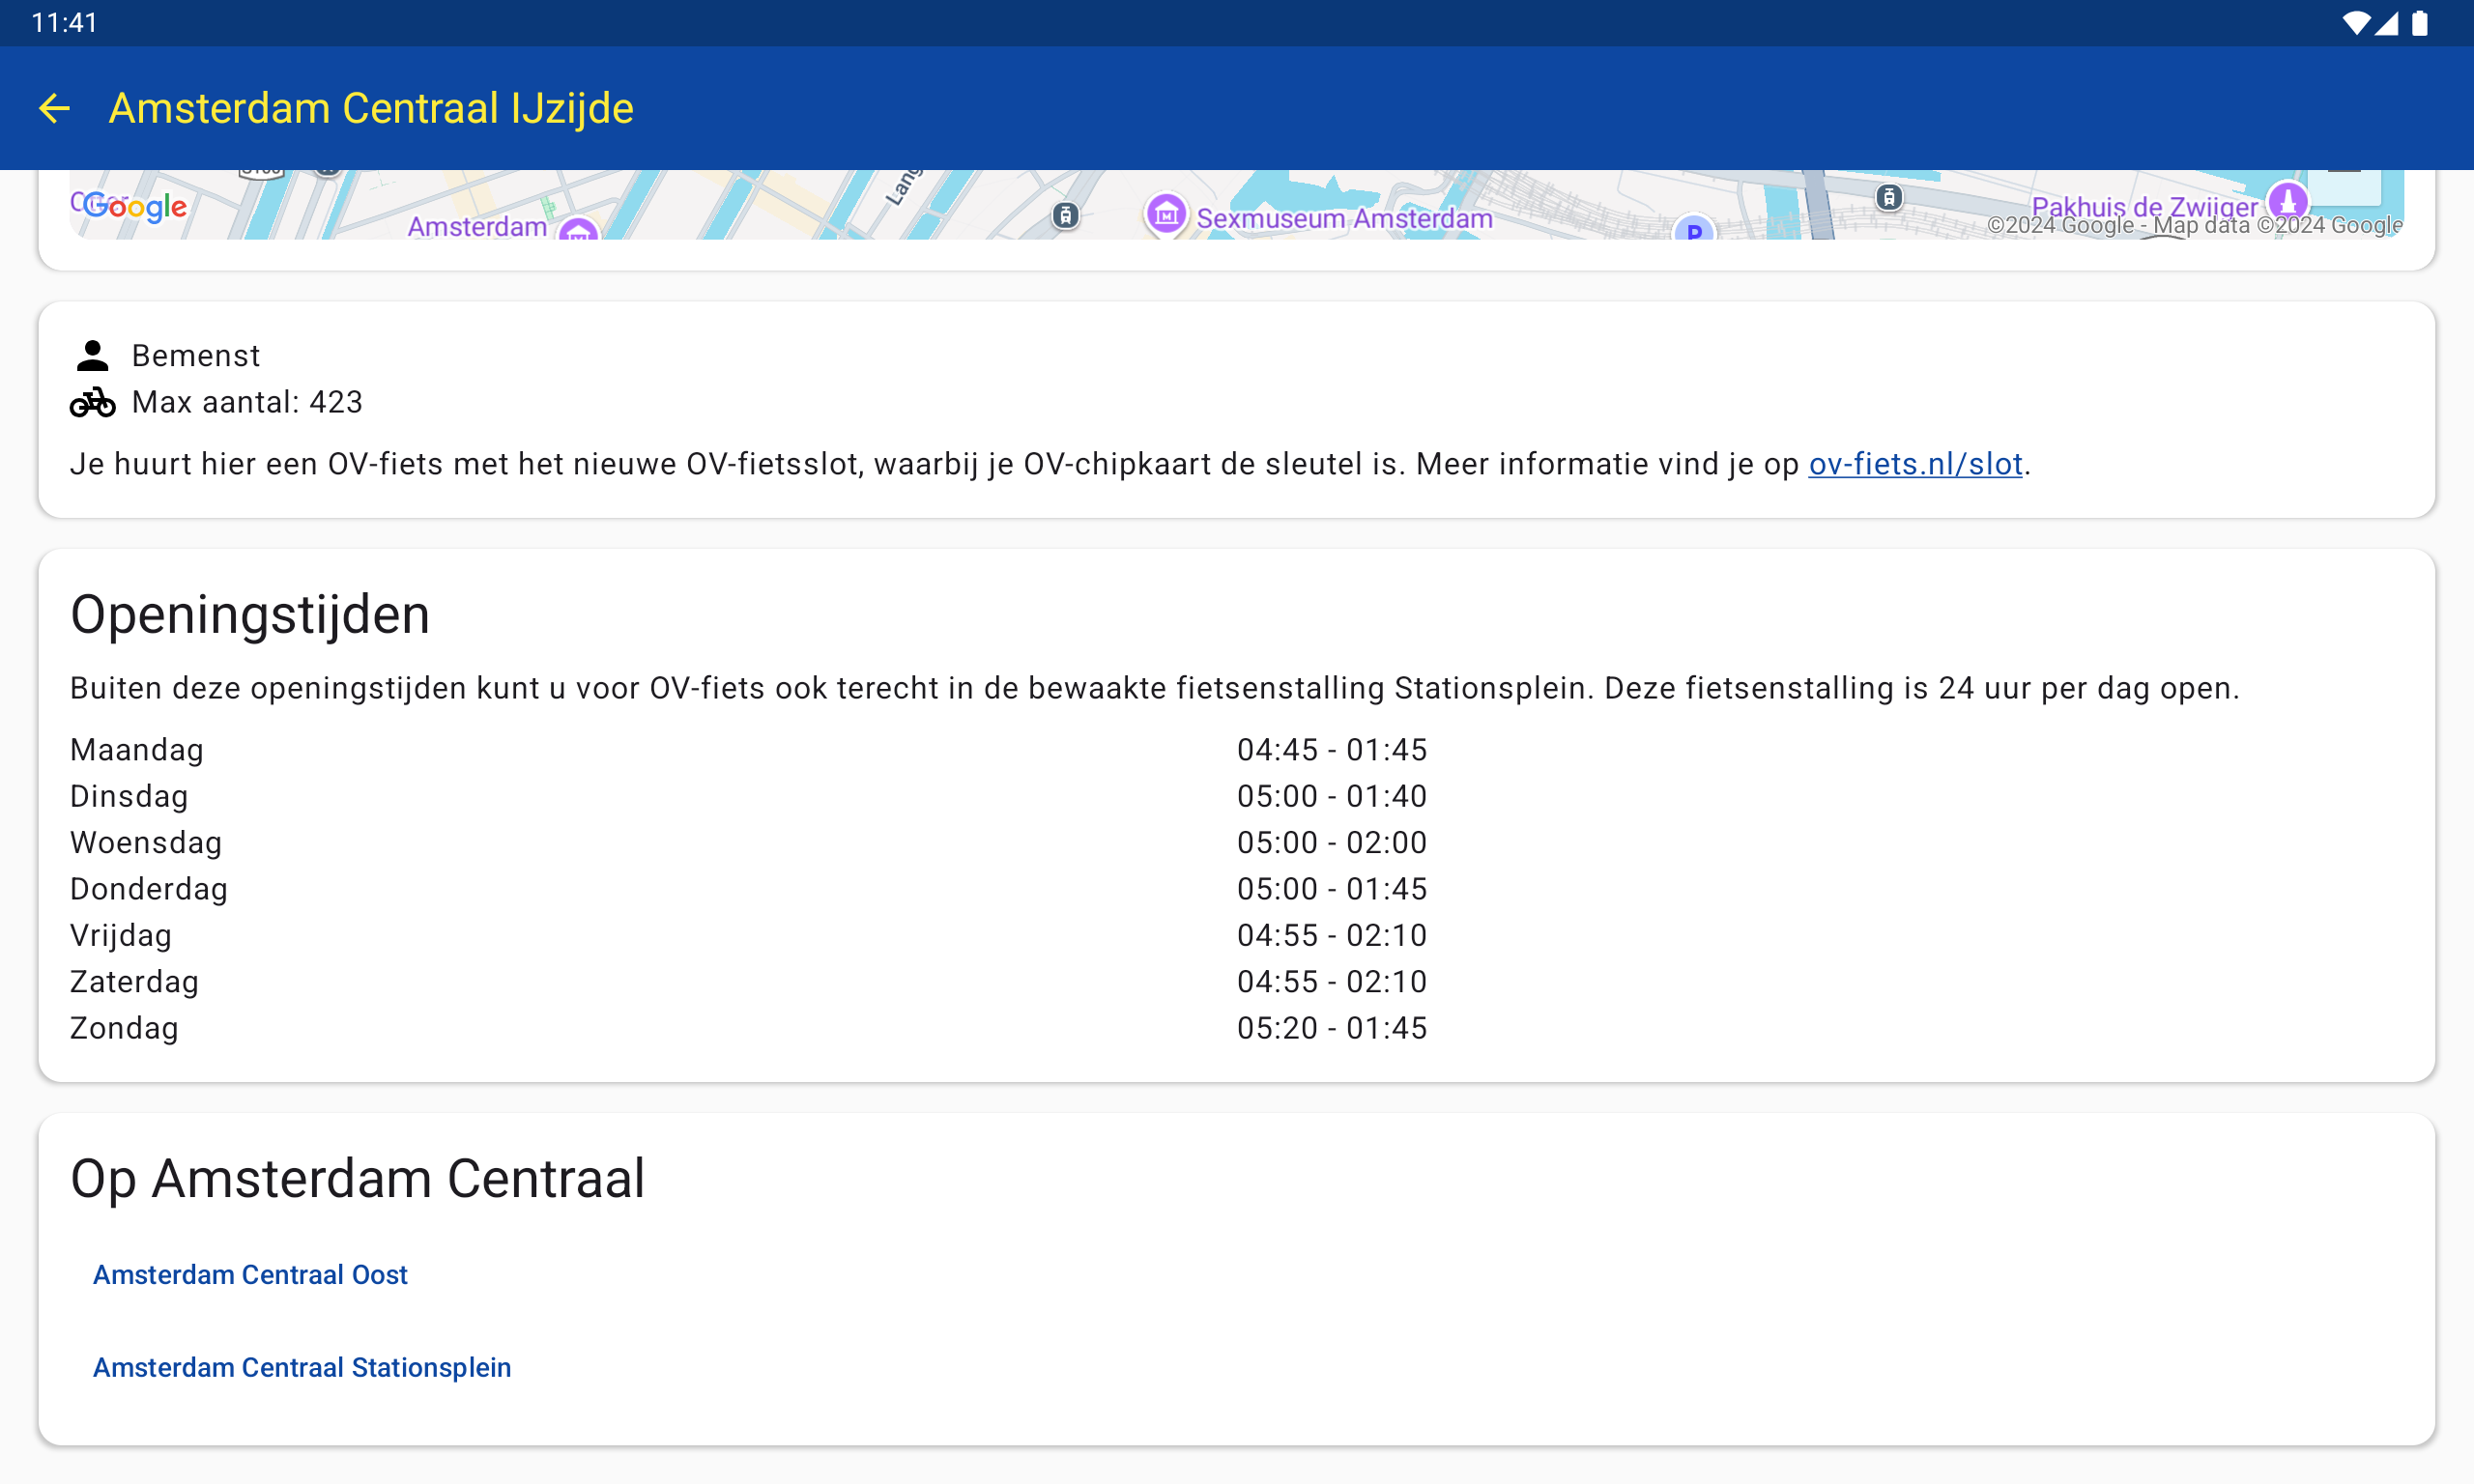 11:41
Amsterdam Centraal IJzijde
Google
Amsterdam
Lang
Sexmuseum Amsterdam
P
Pakhuis de Zwijger
©2024 Google - Map data ©2024 Google
Bemenst
Max aantal: 423
Je huurt hier een OV-fiets met het nieuwe OV-fietsslot, waarbij je OV-chipkaart de sleutel is. Meer informatie vind je op ov-fiets.nl/slot.
Openingstijden
Buiten deze openingstijden kunt u voor OV-fiets ook terecht in de bewaakte fietsenstalling Stationsplein. Deze fietsenstalling is 24 uur per dag open.
Maandag 04:45 - 01:45
Dinsdag 05:00 - 01:40
Woensdag 05:00 - 02:00
Donderdag 05:00 - 01:45
Vrijdag 04:55 - 02:10
Zaterdag 04:55 - 02:10
Zondag 05:20 - 01:45
Op Amsterdam Centraal
Amsterdam Centraal Oost
Amsterdam Centraal Stationsplein